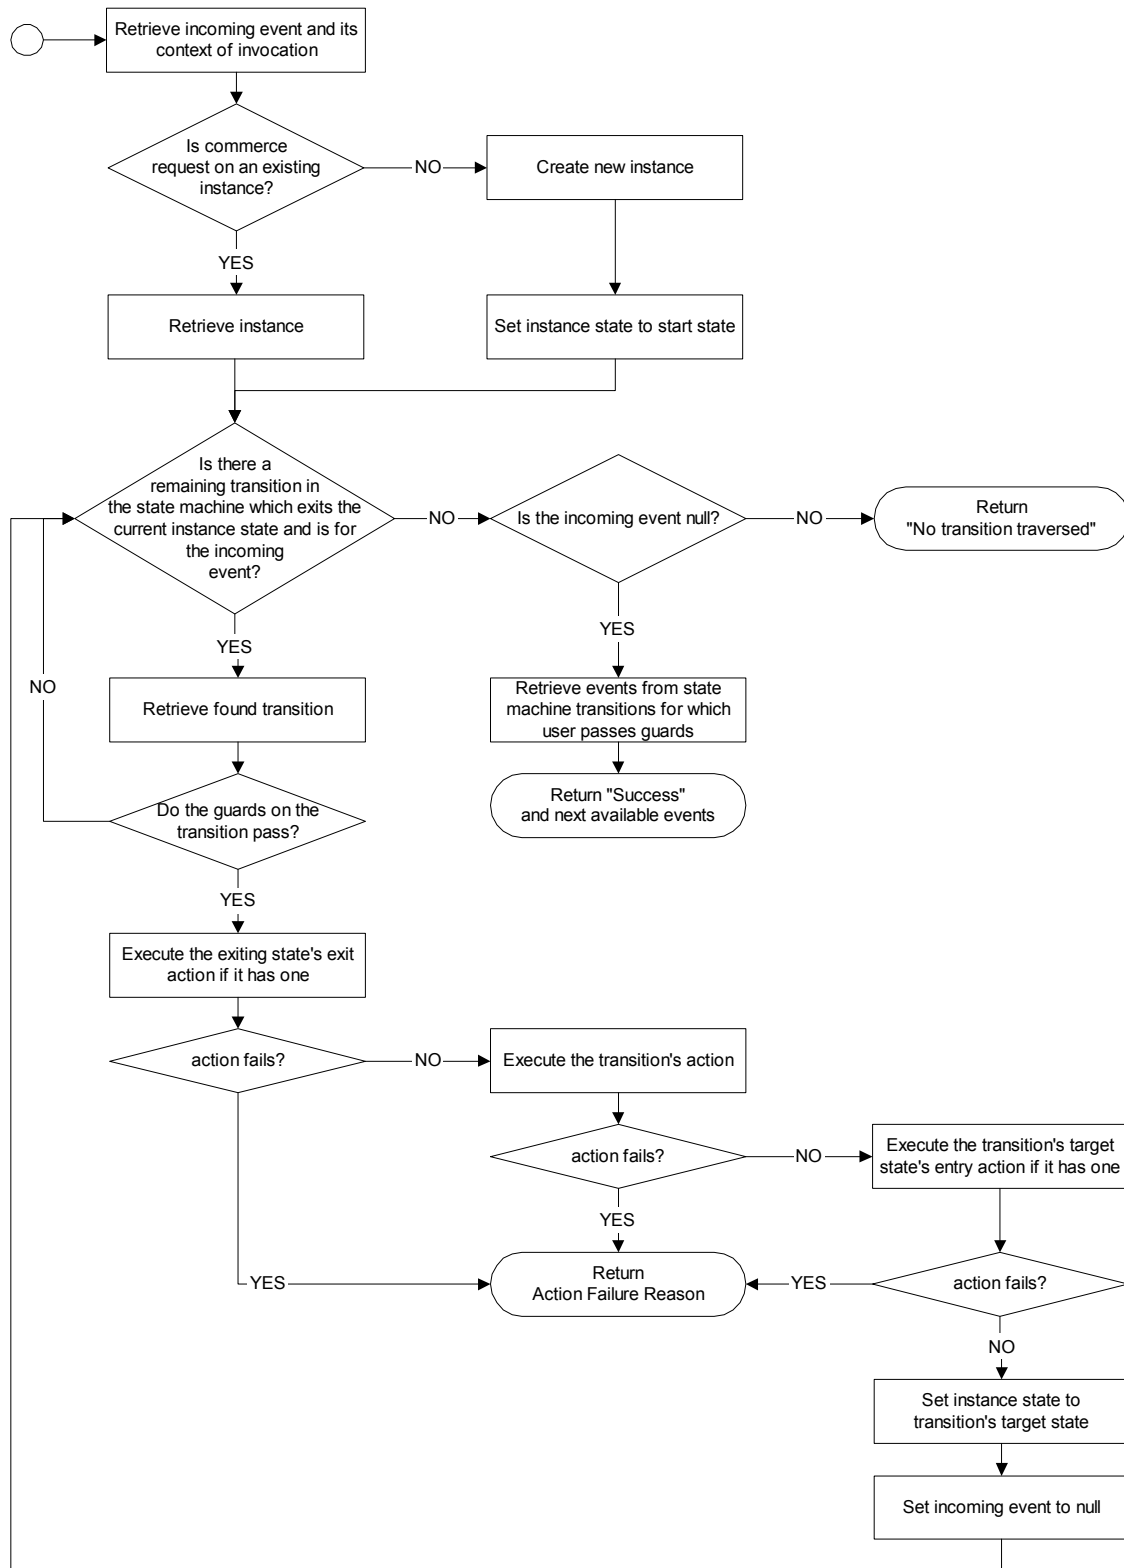 Retrieve incoming event and its
context of invocation
Is commerce
request on an existing
instance?
NO
Create new instance
YES
Retrieve instance
Set instance state to start state
Is there a
remaining transition in
the state machine which exits the
current instance state and is for
the incoming
event?
NO
Is the incoming event null?
NO
Return
"No transition traversed"
YES
YES
NO
Retrieve found transition
Retrieve events from state
machine transitions for which
user passes guards
Do the guards on the
transition pass?
Return "Success"
and next available events
YES
Execute the exiting state's exit
action if it has one
action fails?
NO
Execute the transition's action
action fails?
NO
Execute the transition's target
state's entry action if it has one
YES
YES
Return
Action Failure Reason
YES
action fails?
NO
Set instance state to
transition's target state
Set incoming event to null